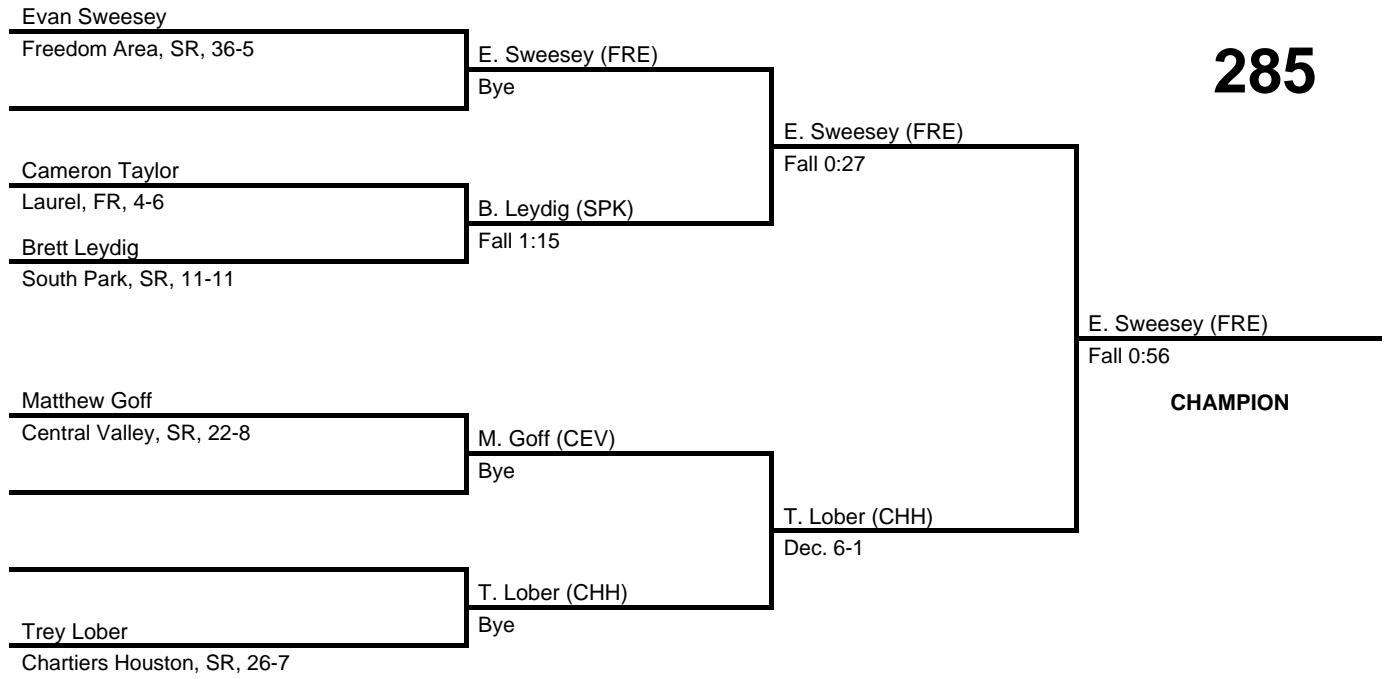 Evan Sweesey
Freedom Area, SR, 36-5
E. Sweesey (FRE)
Bye
285
E. Sweesey (FRE)
Fall 0:27
Cameron Taylor
Laurel, FR, 4-6
B. Leydig (SPK)
Fall 1:15
Brett Leydig
South Park, SR, 11-11
E. Sweesey (FRE)
Fall 0:56
CHAMPION
Matthew Goff
Central Valley, SR, 22-8
M. Goff (CEV)
Bye
T. Lober (CHH)
Dec. 6-1
T. Lober (CHH)
Bye
Trey Lober
Chartiers Houston, SR, 26-7